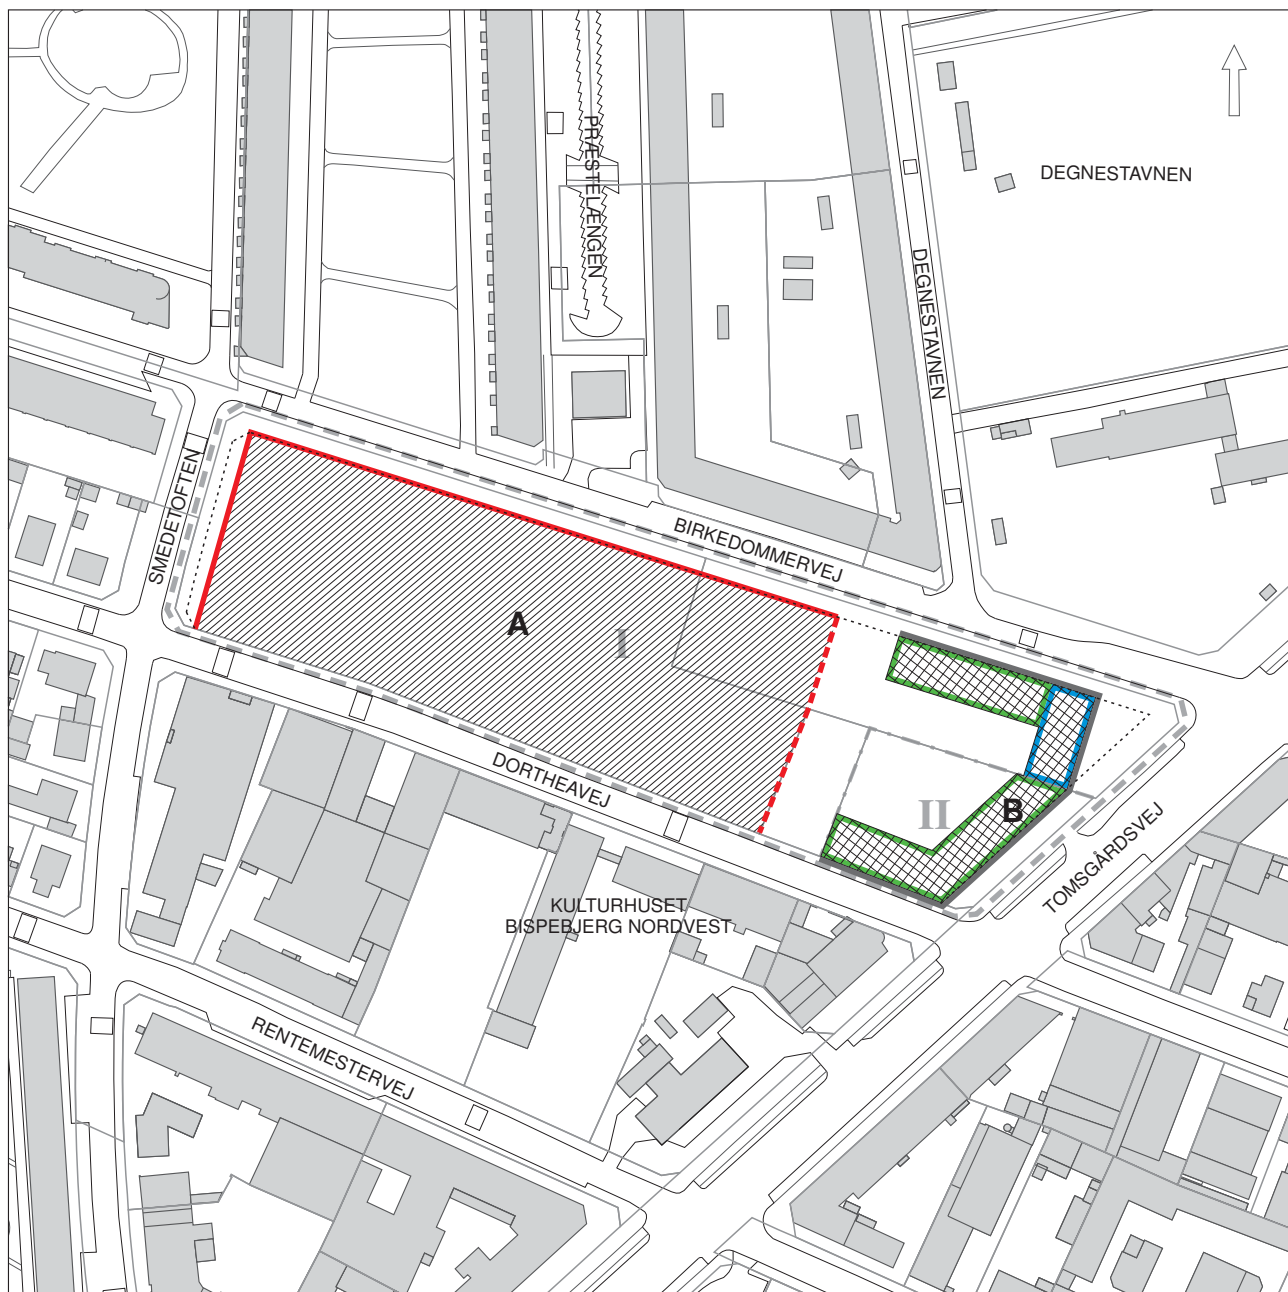 PRÆSTELÆNGEN
DEGNESTAVNEN
DEGNESTAVNEN
SMEDETOFTEN
BIRKEDOMMERVEJ
A
I
DORTHEAVEJ
II
B
TOMSGÅRDSVEJ
KULTURHUSET
BISPEBJERG NORDVEST
RENTEMESTERVEJ